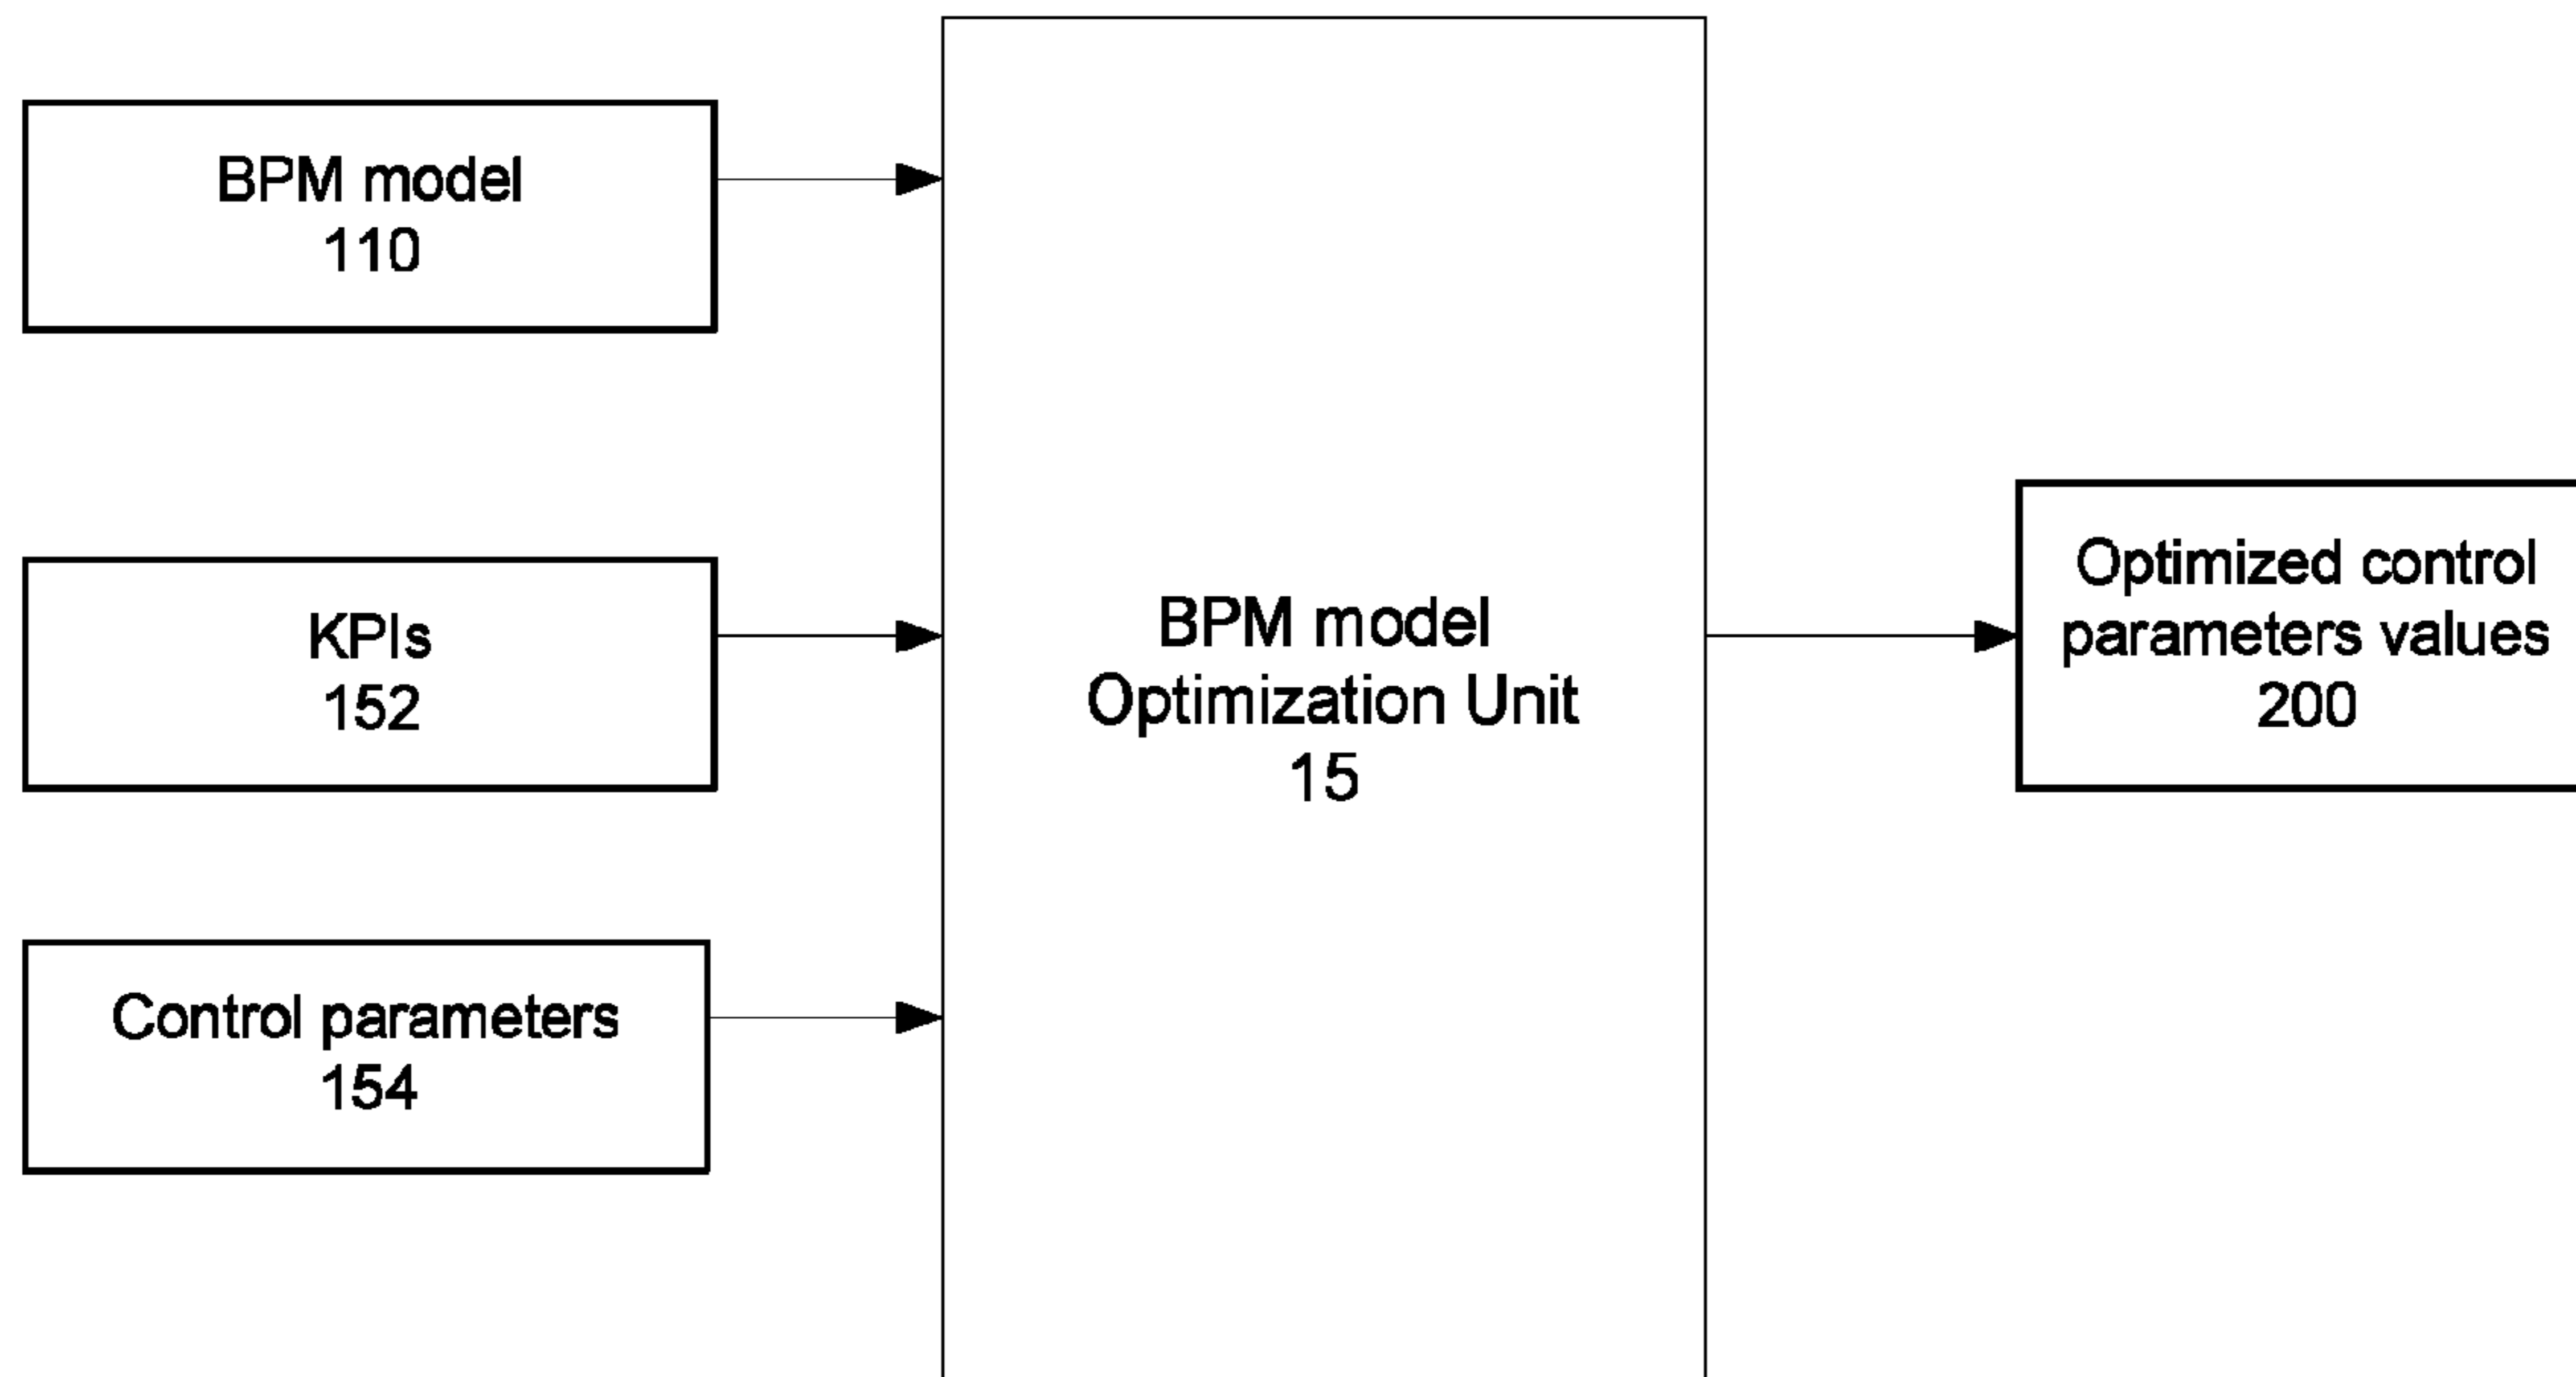 BPM model
110
KPIs
152
Control parameters
154
BPM model
Optimization Unit
15
Optimized control
parameters values
200